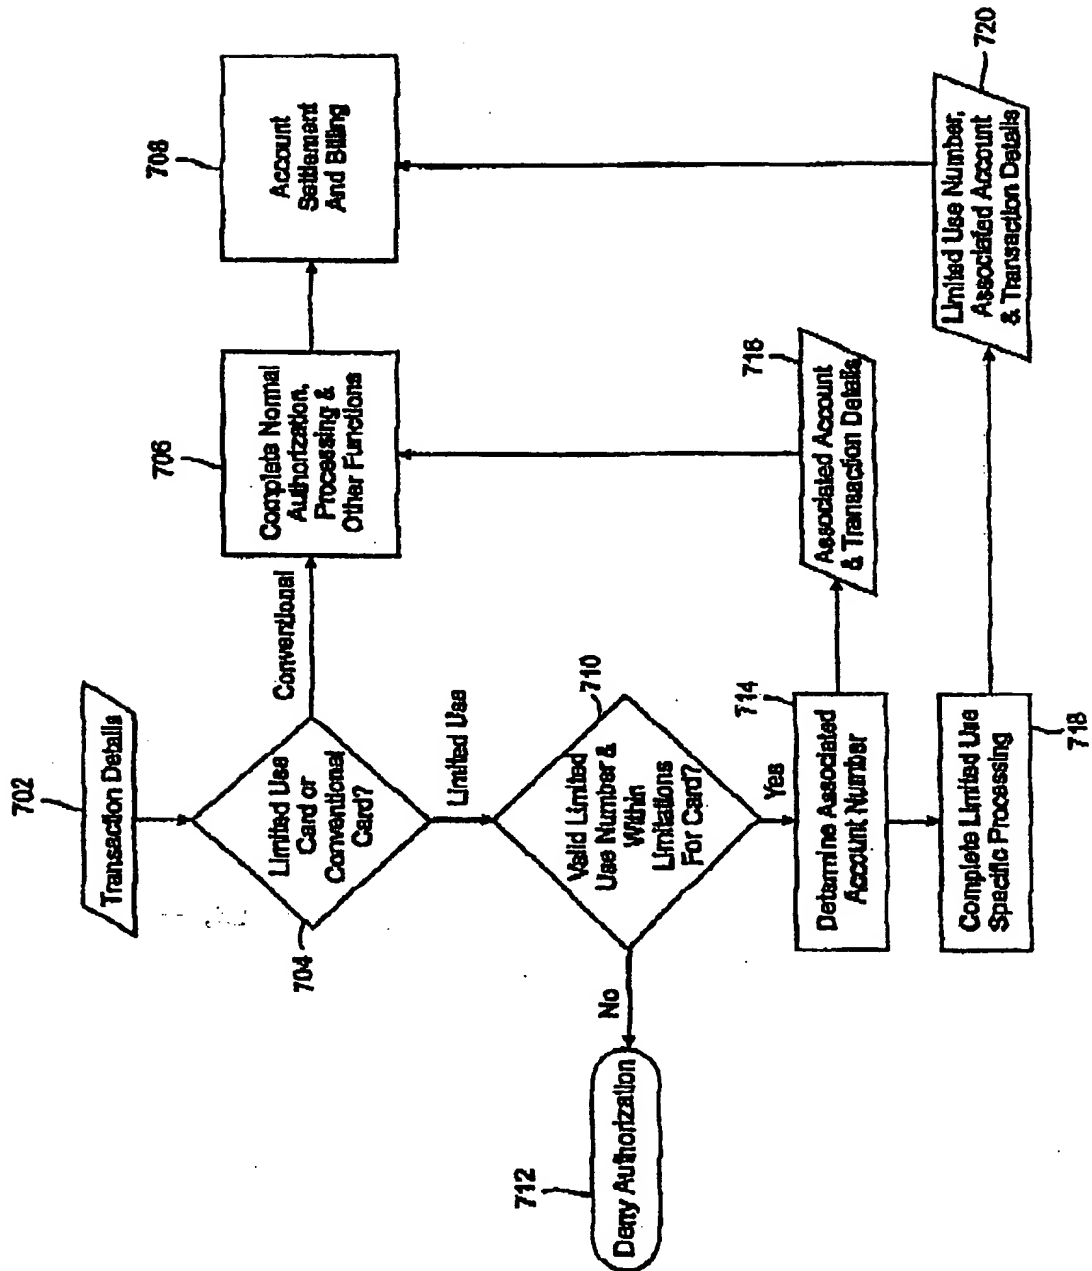 702
Transaction Details
704
Limited Use
Card or
Conventional
Card?
Conventional
706
Complete Normal
Authorization,
Processing &
Other Functions
708
Account
Settlement
And Billing
Limited Use
710
Valid Limited
Use Number &
Within
Limitations
For Card?
No
712
Deny Authorization
Yes
714
Determine Associated
Account Number
716
Associated Account
& Transaction Details
Complete Limited Use
Specific Processing
718
720
Limited Use Number,
Associated Account
& Transaction Details